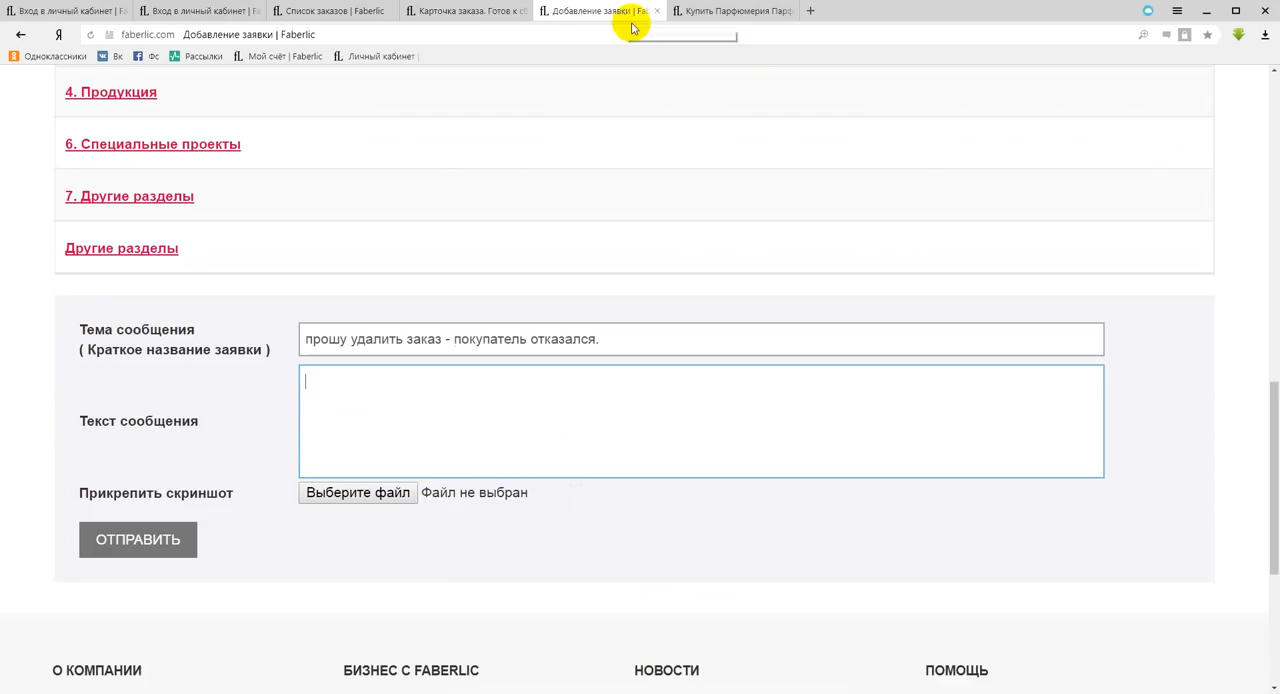 Вход в личный кабинет | Fa
Вход в личный кабинет | Fa
Список заказов | Faberlic
Карточка заказа. Готов к сб
Добавление заявки | Fa
Купить Парфюмерия Парф
faberlic.com Добавление заявки | Faberlic
Одноклассники Вк Фс Рассылки Мой счёт | Faberlic Личный кабинет
4. Продукция
6. Специальные проекты
7. Другие разделы
Другие разделы
Тема сообщения
( Краткое название заявки )
прошу удалить заказ - покупатель отказался.
Текст сообщения
Прикрепить скриншот
Выберите файл Файл не выбран
ОТПРАВИТЬ
О КОМПАНИИ
БИЗНЕС С FABERLIC
НОВОСТИ
ПОМОЩЬ